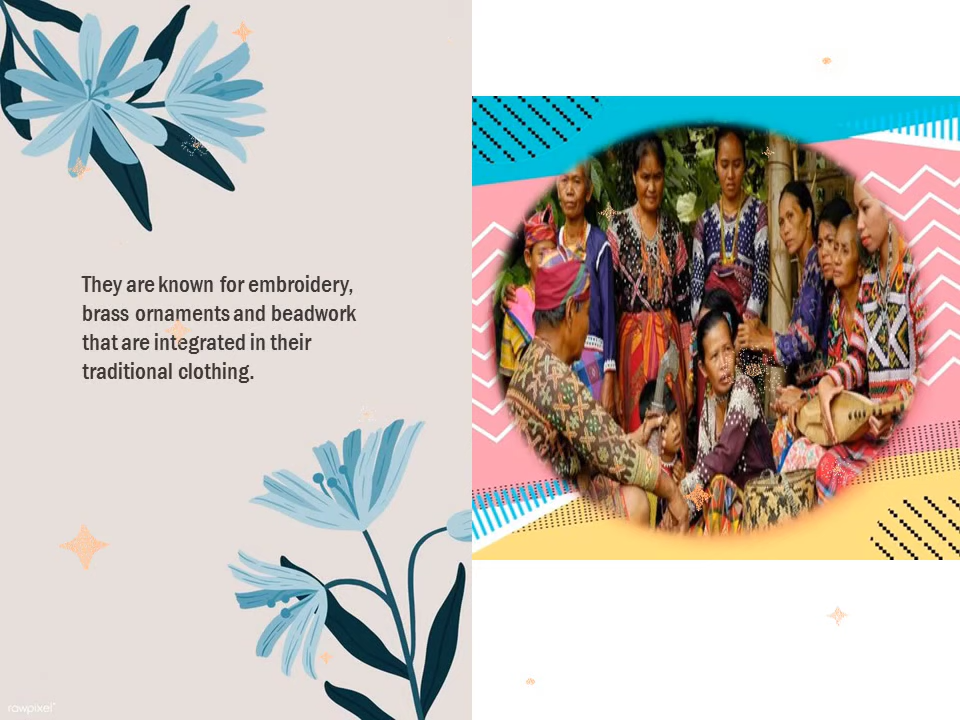 They are known for embroidery,
brass ornaments and beadwork
that are integrated in their
traditional clothing.
rawpixel